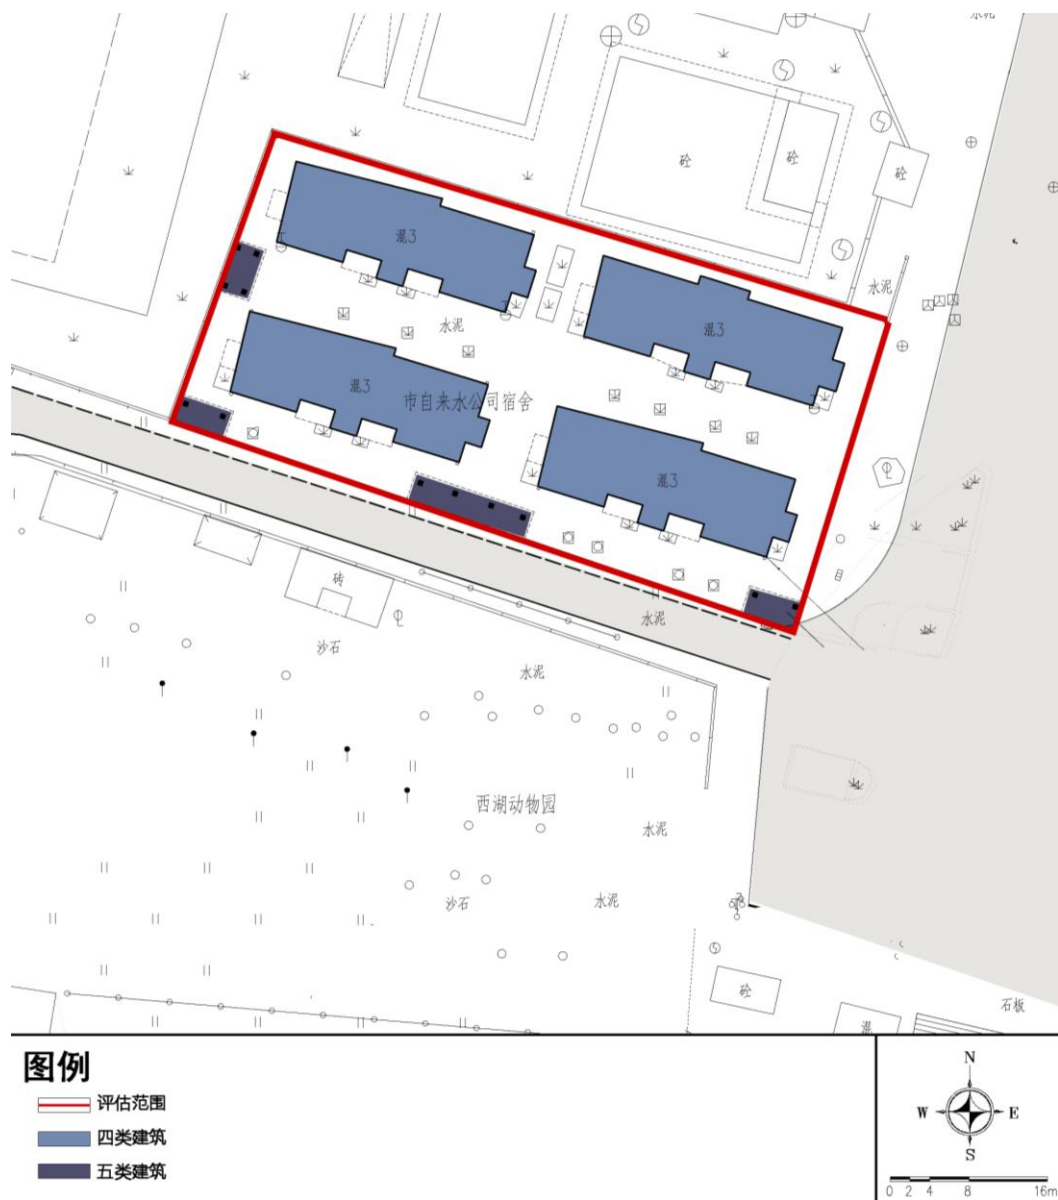 水泥
砼
砼
砼
混3
水泥
混3
水泥
混3
市自来水公司宿舍
混3
砖
水泥
沙石
水泥
西湖动物园
水泥
沙石
水泥
砼
石板
混
图例
评估范围
四类建筑
五类建筑
N
W E
S
0 2 4 8 16m